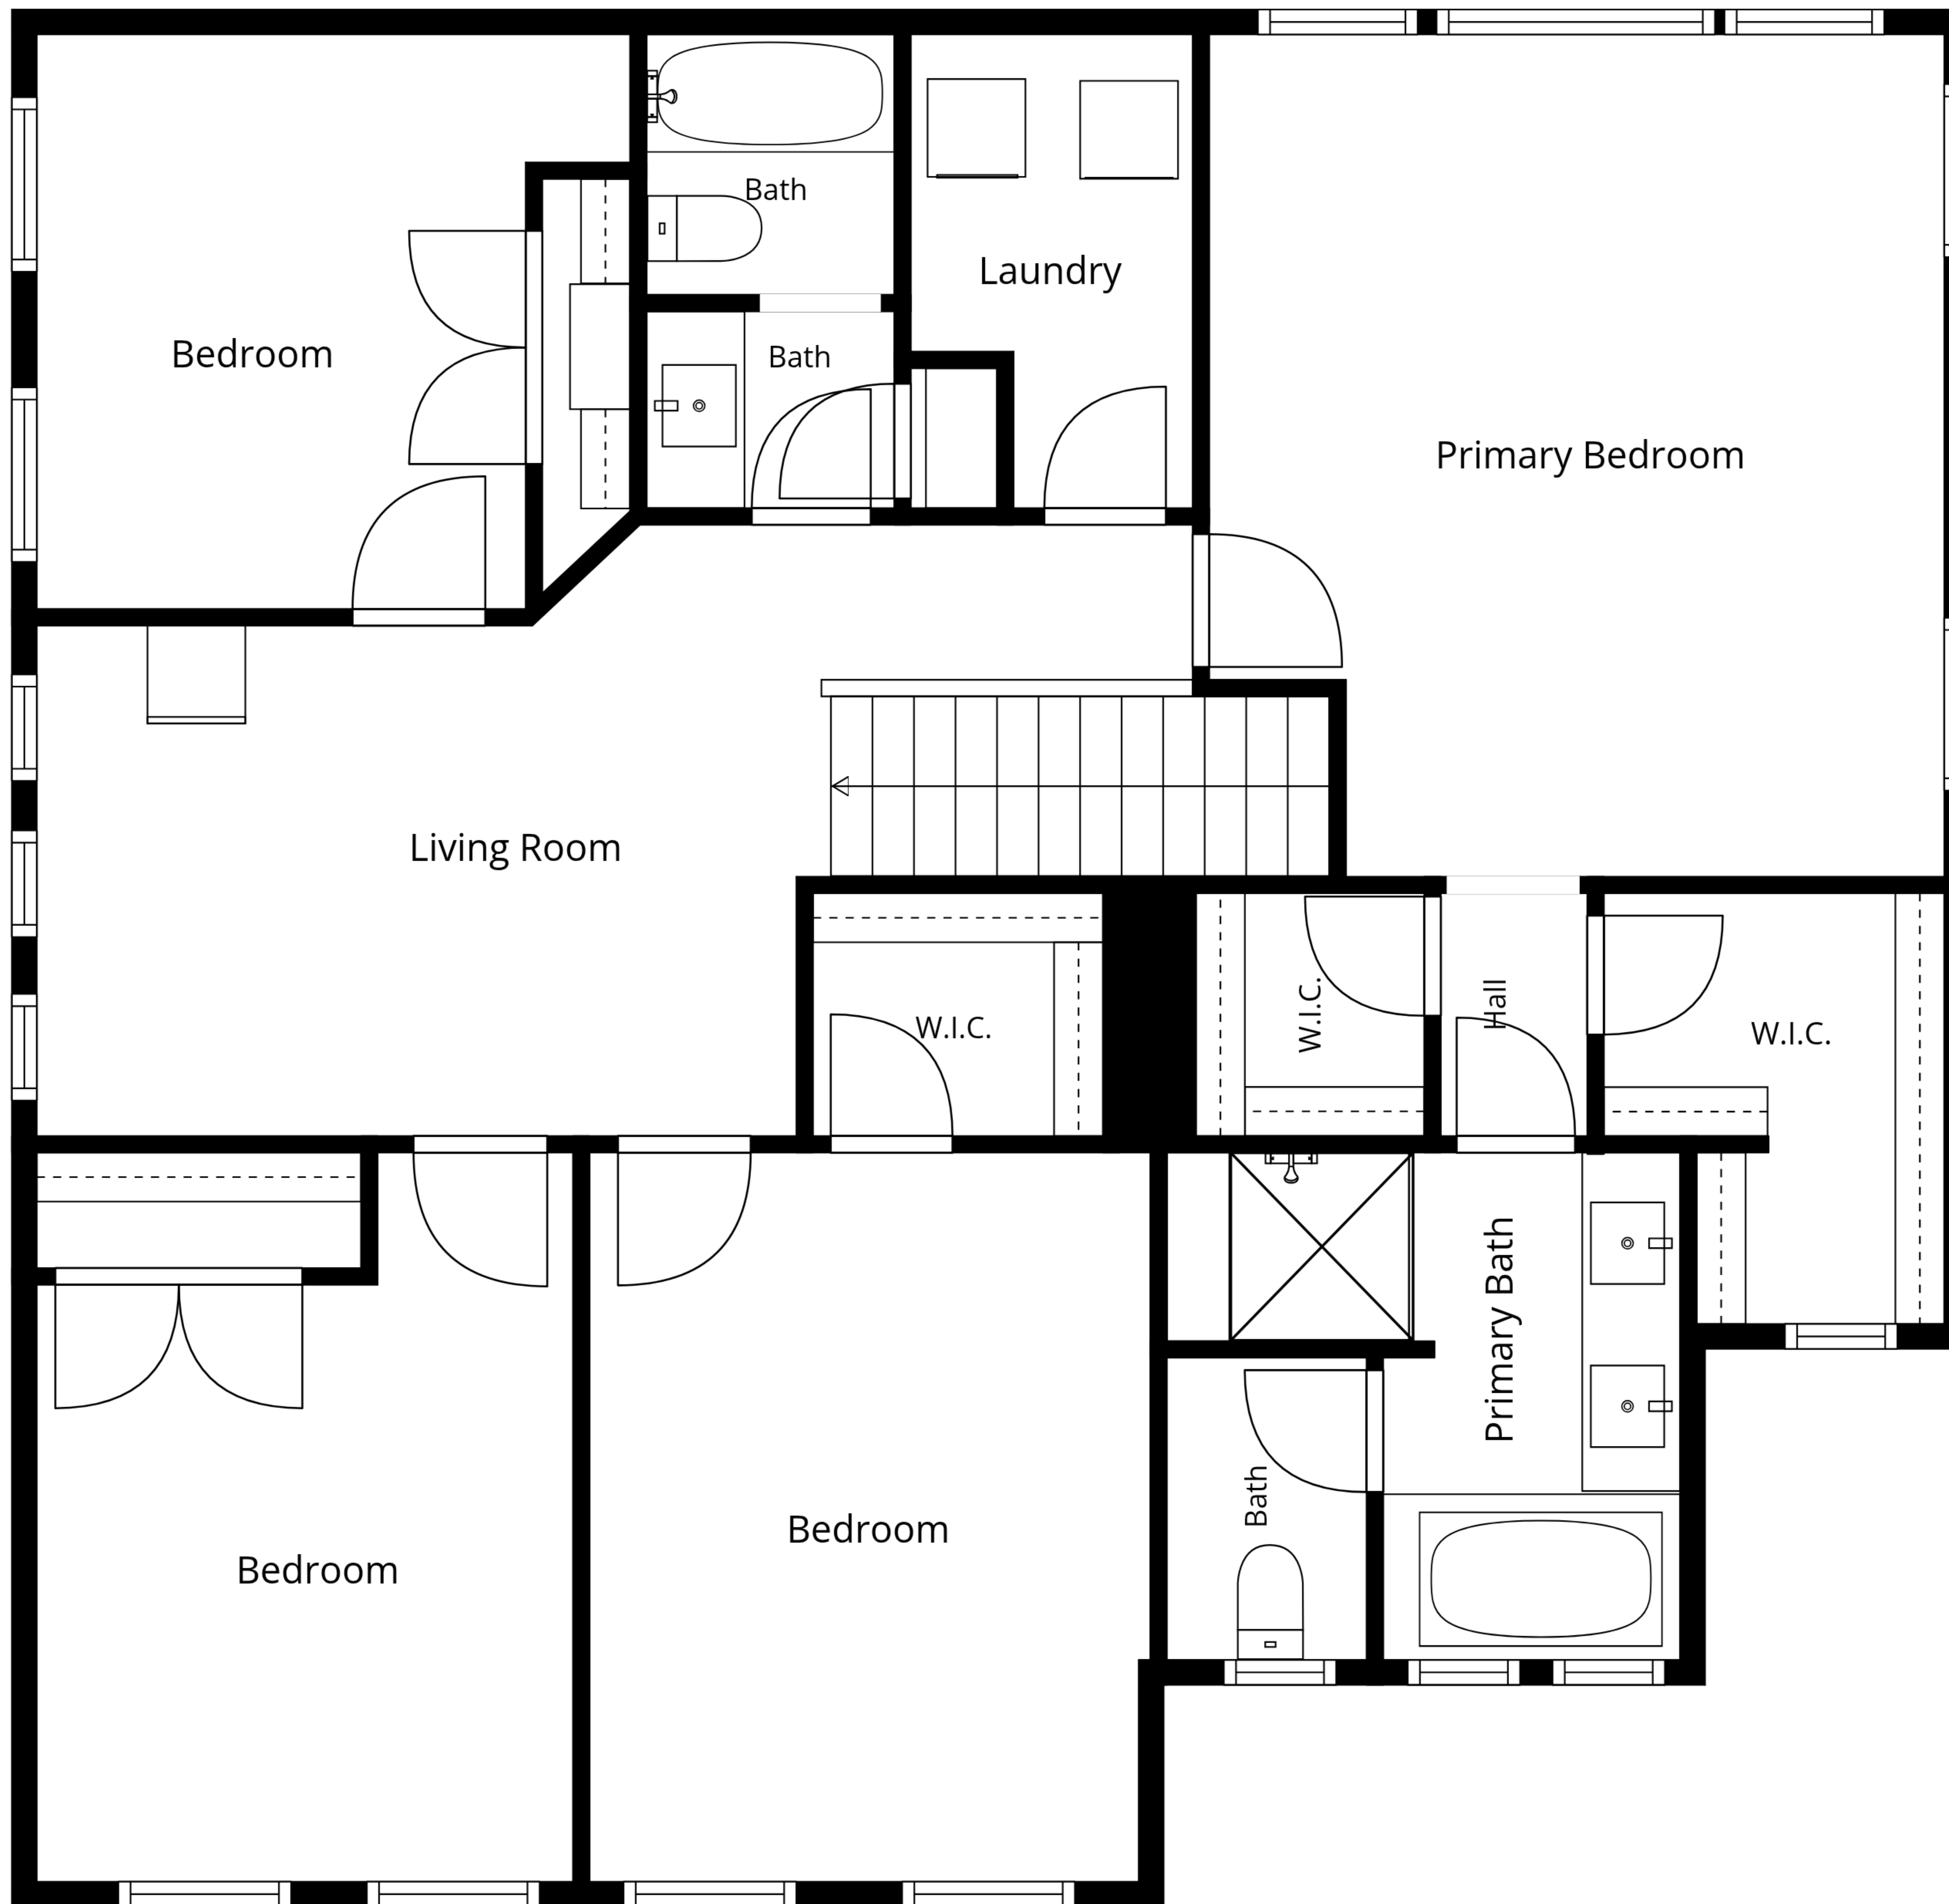 Bath
Laundry
Bedroom
Bath
Primary Bedroom
Living Room
W.I.C.
W.I.C.
Hall
W.I.C.
Primary Bath
Bath
Bedroom
Bedroom